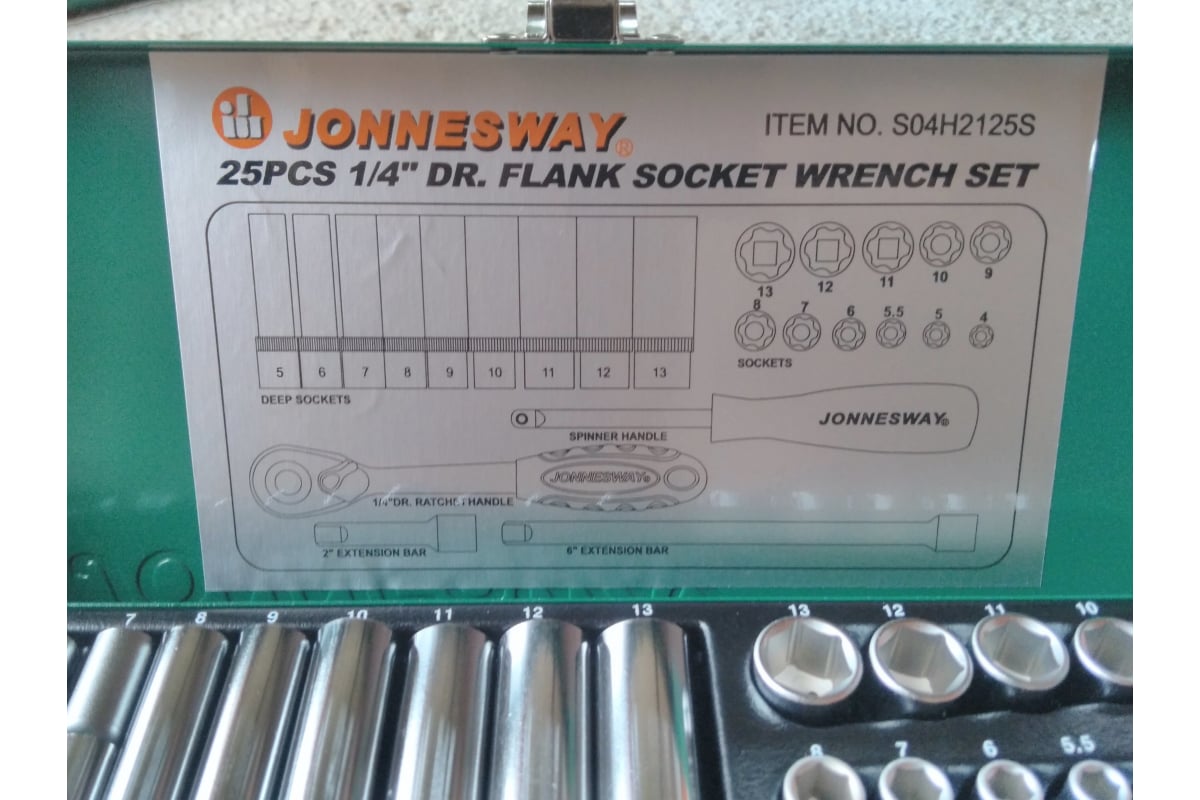 JONNESWAY®
ITEM NO. S04H2125S
25PCS 1/4" DR. FLANK SOCKET WRENCH SET
13 12 11 10 9
8 7 6 5.5 5 4
SOCKETS
5 6 7 8 9 10 11 12 13
DEEP SOCKETS
JONNESWAY®
SPINNER HANDLE
JONNESWAY®
1/4"DR. RATCHET HANDLE
2" EXTENSION BAR
6" EXTENSION BAR
7 8 9 10 11 12 13
13 12 11 10
8 7 6 5.5